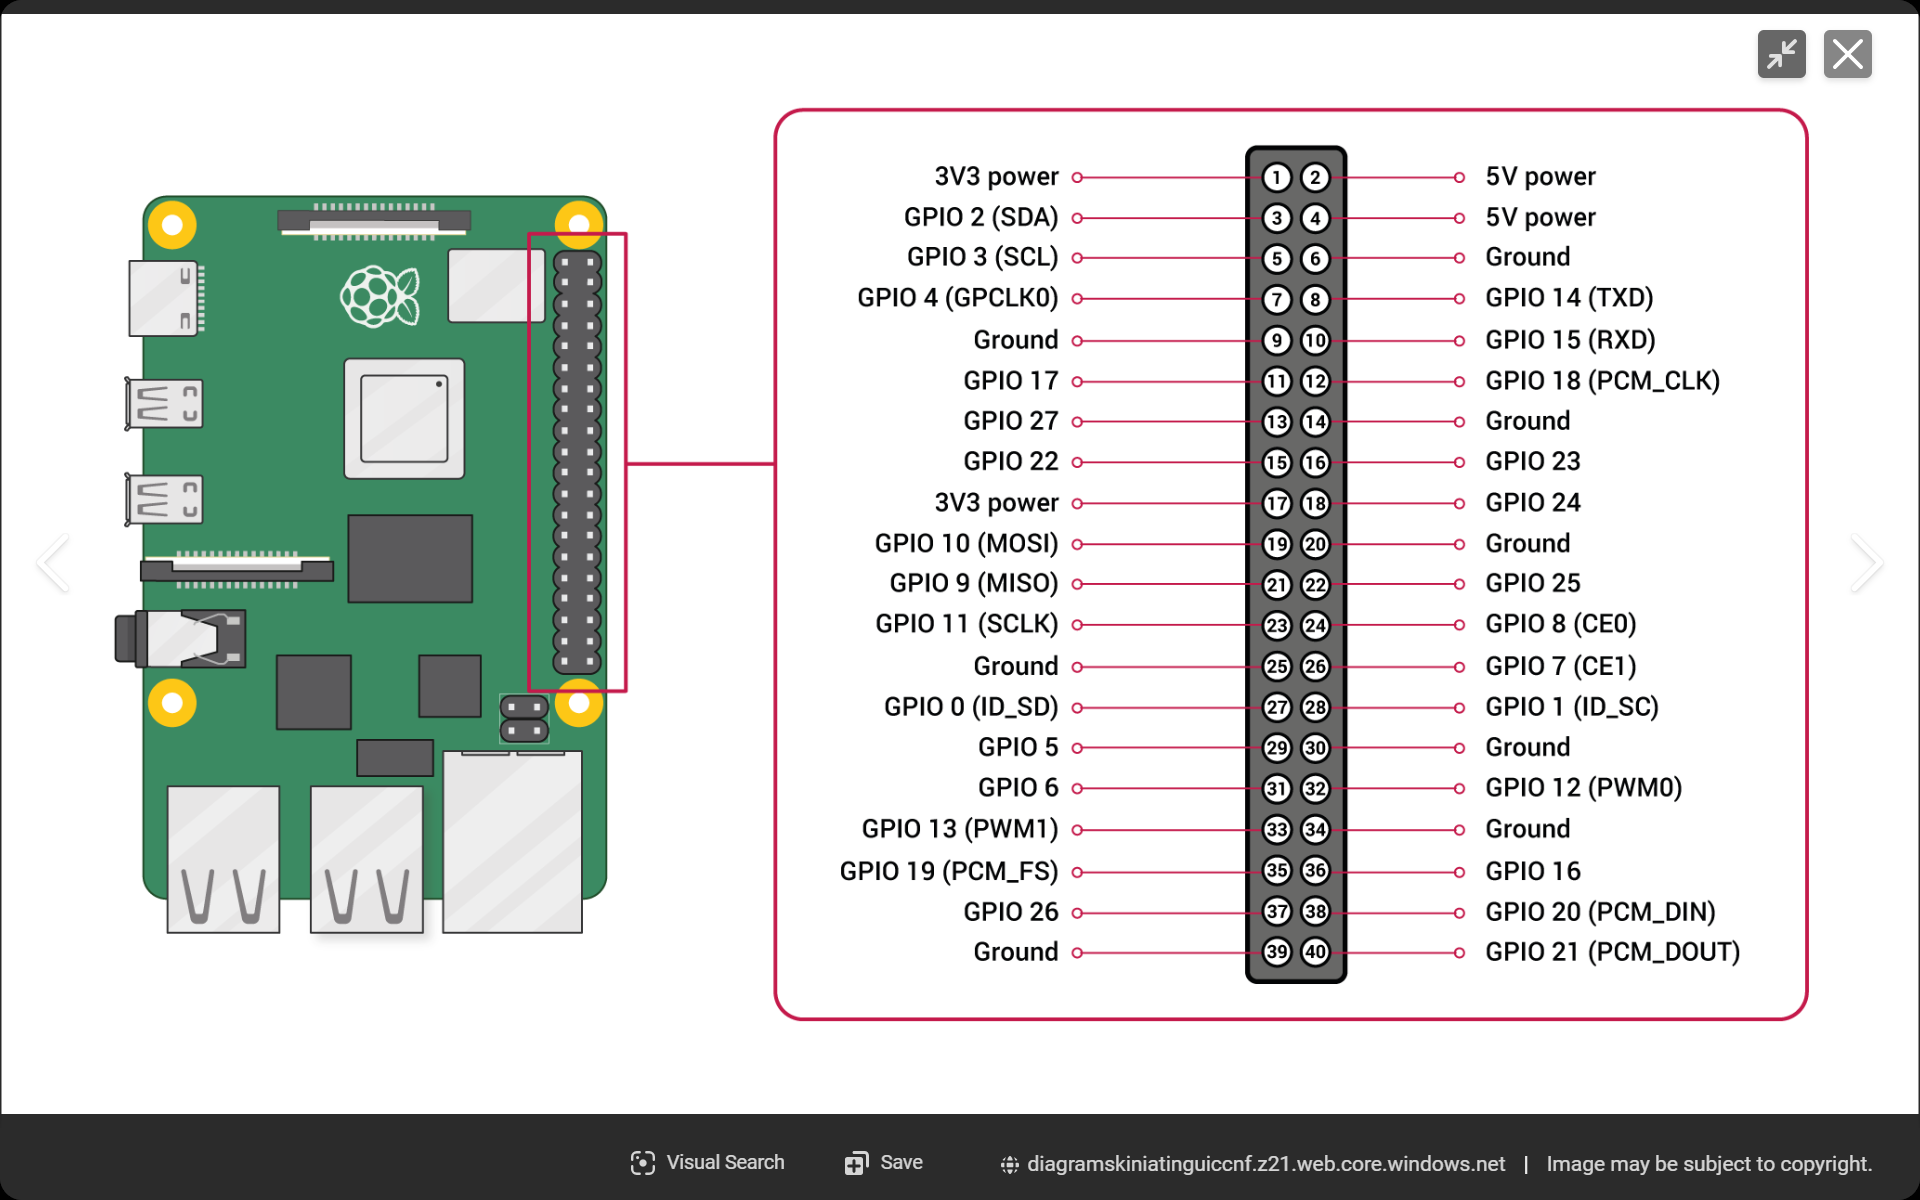 3V3 power 1 2 5V power
GPIO 2 (SDA) 3 4 5V power
GPIO 3 (SCL) 5 6 Ground
GPIO 4 (GPCLK0) 7 8 GPIO 14 (TXD)
Ground 9 10 GPIO 15 (RXD)
GPIO 17 11 12 GPIO 18 (PCM_CLK)
GPIO 27 13 14 Ground
GPIO 22 15 16 GPIO 23
3V3 power 17 18 GPIO 24
GPIO 10 (MOSI) 19 20 Ground
GPIO 9 (MISO) 21 22 GPIO 25
GPIO 11 (SCLK) 23 24 GPIO 8 (CE0)
Ground 25 26 GPIO 7 (CE1)
GPIO 0 (ID_SD) 27 28 GPIO 1 (ID_SC)
GPIO 5 29 30 Ground
GPIO 6 31 32 GPIO 12 (PWM0)
GPIO 13 (PWM1) 33 34 Ground
GPIO 19 (PCM_FS) 35 36 GPIO 16
GPIO 26 37 38 GPIO 20 (PCM_DIN)
Ground 39 40 GPIO 21 (PCM_DOUT)
Visual Search Save diagramskiniatinguiccnf.z21.web.core.windows.net | Image may be subject to copyright.